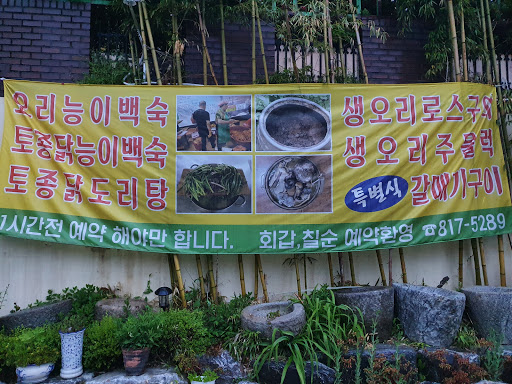 오리능이백숙
토종닭능이백숙
토종닭도리탕
생오리로스구이
생오리주물럭
특별식 갈매기구이
1시간전 예약 해야만 합니다.
회갑,칠순 예약환영 ☎817-5289